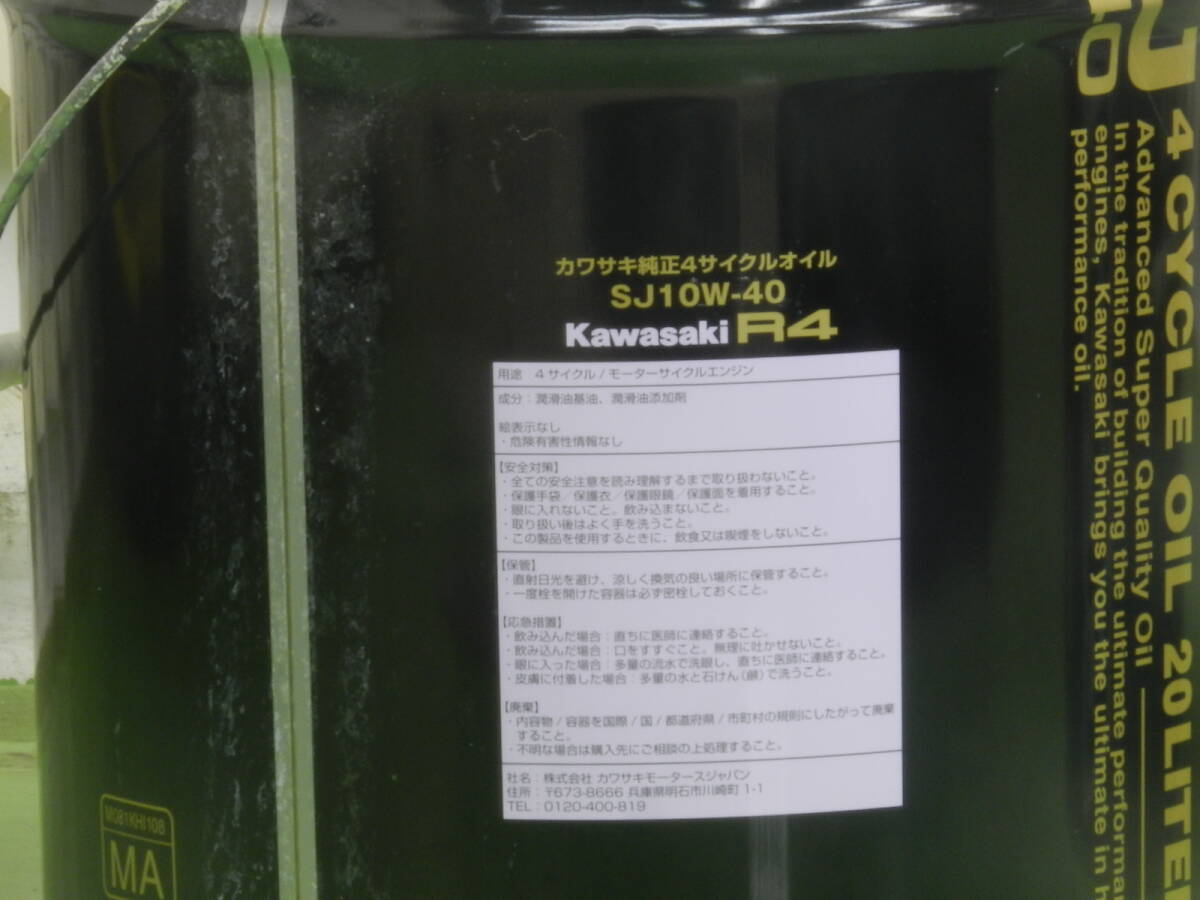 カワサキ純正4サイクルオイル
SJ10W-40
Kawasaki R4
用途 4サイクル/モーターサイクルエンジン
成分:潤滑油基油、潤滑油添加剤
絵表示なし
・危険有害性情報なし
【安全対策】
・全ての安全注意を読み理解するまで取り扱わないこと。
・保護手袋/保護衣/保護眼鏡/保護面を着用すること。
・眼に入れないこと。飲み込まないこと。
・取り扱い後はよく手を洗うこと。
・この製品を使用するときに、飲食又は喫煙をしないこと。
【保管】
・直射日光を避け、涼しく換気の良い場所に保管すること。
・一度栓を開けた容器は必ず密栓しておくこと。
【応急措置】
・飲み込んだ場合:直ちに医師に連絡すること。
・飲み込んだ場合:口をすすぐこと。無理に吐かせないこと。
・眼に入った場合:多量の流水で洗眼し、直ちに医師に連絡すること。
・皮膚に付着した場合:多量の水と石けん(鹸)で洗うこと。
【廃棄】
・内容物/容器を国際/国/都道府県/市町村の規則にしたがって廃棄
すること。
・不明な場合は購入先にご相談の上処理すること。
社名:株式会社 カワサキモータースジャパン
住所:〒673-8666 兵庫県明石市川崎町 1-1
TEL:0120-400-819
M081KHI108
MA
J
40
4 CYCLE OIL 20LITER
Advanced Super Quality Oil
In the tradition of building the ultimate performan
engines, Kawasaki brings you the ultimate in h
performance oil.